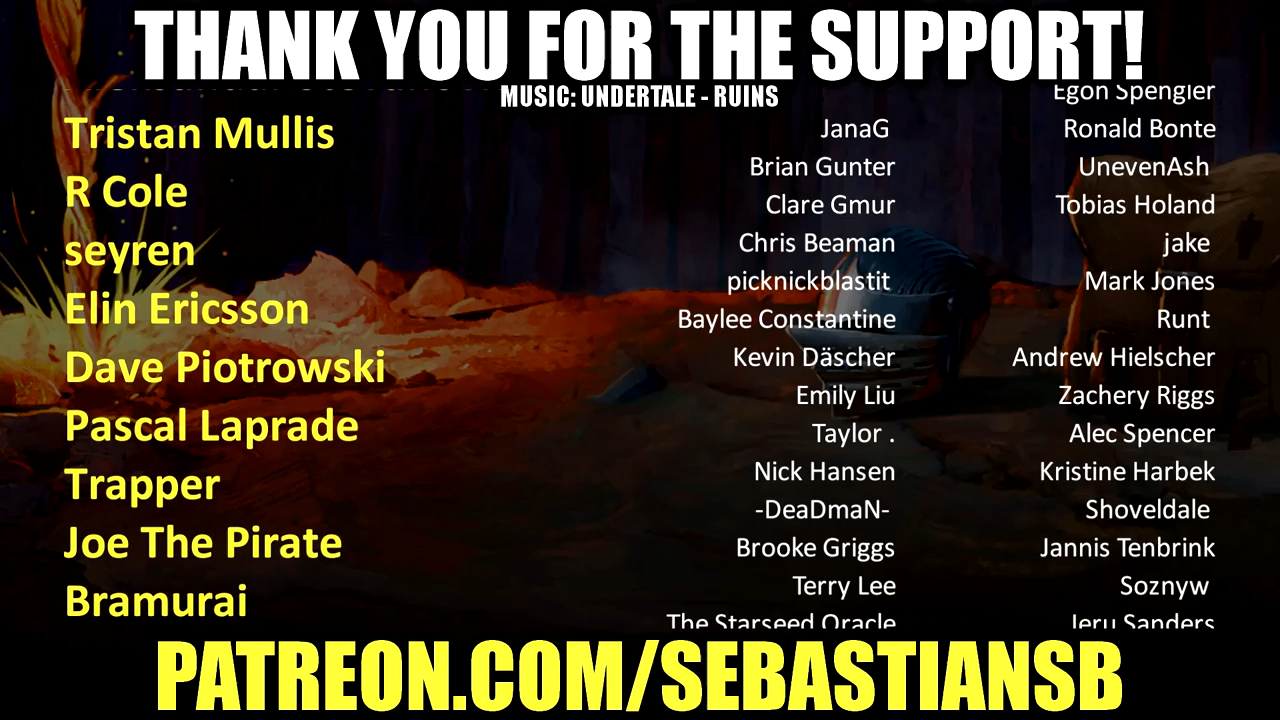 THANK YOU FOR THE SUPPORT!
MUSIC: UNDERTALE - RUINS
Tristan Mullis
R Cole
seyren
Elin Ericsson
Dave Piotrowski
Pascal Laprade
Trapper
Joe The Pirate
Bramurai
JanaG
Brian Gunter
Clare Gmur
Chris Beaman
picknickblastit
Baylee Constantine
Kevin Däscher
Emily Liu
Taylor .
Nick Hansen
-DeaDmaN-
Brooke Griggs
Terry Lee
The Starseed Oracle
Egon Spengler
Ronald Bonte
UnevenAsh
Tobias Holand
jake
Mark Jones
Runt
Andrew Hielscher
Zachery Riggs
Alec Spencer
Kristine Harbek
Shoveldale
Jannis Tenbrink
Soznyw
Jeru Sanders
PATREON.COM/SEBASTIANSB